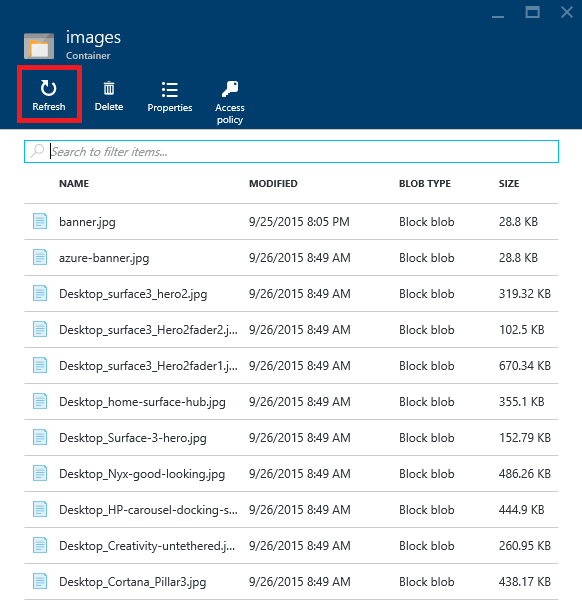 images
Container
Refresh Delete Properties Access policy
Search to filter items...
NAME MODIFIED BLOB TYPE SIZE
banner.jpg 9/25/2015 8:05 PM Block blob 28.8 KB
azure-banner.jpg 9/26/2015 8:49 AM Block blob 28.8 KB
Desktop_surface3_hero2.jpg 9/26/2015 8:49 AM Block blob 319.32 KB
Desktop_surface3_Hero2fader2.j... 9/26/2015 8:49 AM Block blob 102.5 KB
Desktop_surface3_Hero2fader1.j... 9/26/2015 8:49 AM Block blob 670.34 KB
Desktop_home-surface-hub.jpg 9/26/2015 8:49 AM Block blob 355.1 KB
Desktop_Surface-3-hero.jpg 9/26/2015 8:49 AM Block blob 152.79 KB
Desktop_Nyx-good-looking.jpg 9/26/2015 8:49 AM Block blob 486.26 KB
Desktop_HP-carousel-docking-s... 9/26/2015 8:49 AM Block blob 444.9 KB
Desktop_Creativity-untethered.j... 9/26/2015 8:49 AM Block blob 260.95 KB
Desktop_Cortana_Pillar3.jpg 9/26/2015 8:49 AM Block blob 438.17 KB